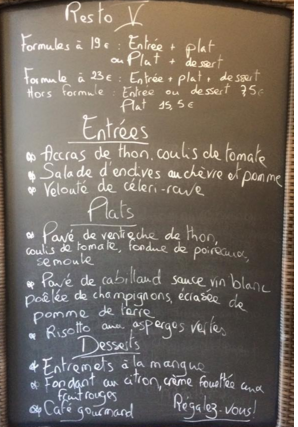 Resto V
Formules à 19 € : Entrée + plat
ou Plat + dessert
Formule à 23 € : Entrée + plat + dessert
Hors formule : Entrée ou dessert 7,5 €
Plat 15,5 €
Entrées
Accras de thon, coulis de tomate
Salade d'endives au chèvre et pomme
Velouté de céleri-rave
Plats
Pavé de ventrèche de thon,
coulis de tomate, fondue de poireaux,
semoule
Pavé de cabillaud sauce vin blanc
poêlée de champignons, écrasée de
pomme de terre
Risotto aux asperges vertes
Desserts
Entremets à la mangue
Fondant au citron, crème fouettée aux
fruits rouges
Café gourmand Régalez-vous!